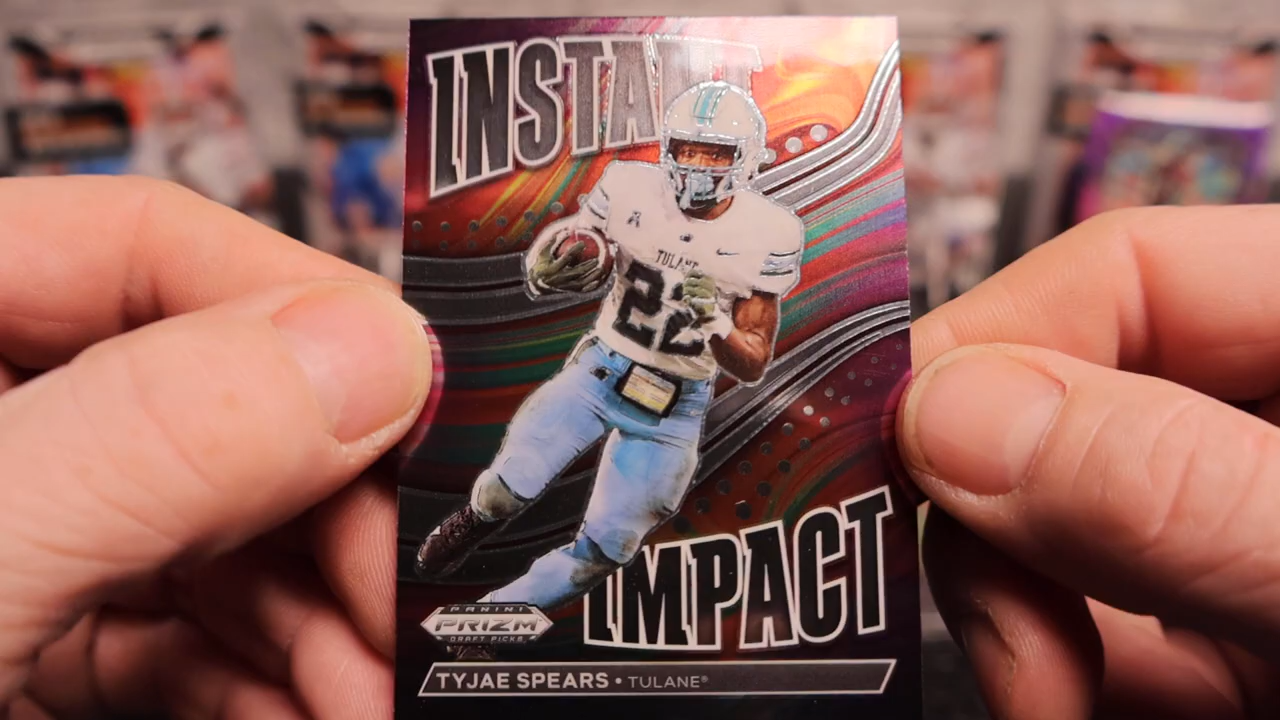 INSTANT
TULANE
22
IMPACT
PANINI
PRIZM
DRAFT PICKS
TYJAE SPEARS • TULANE®